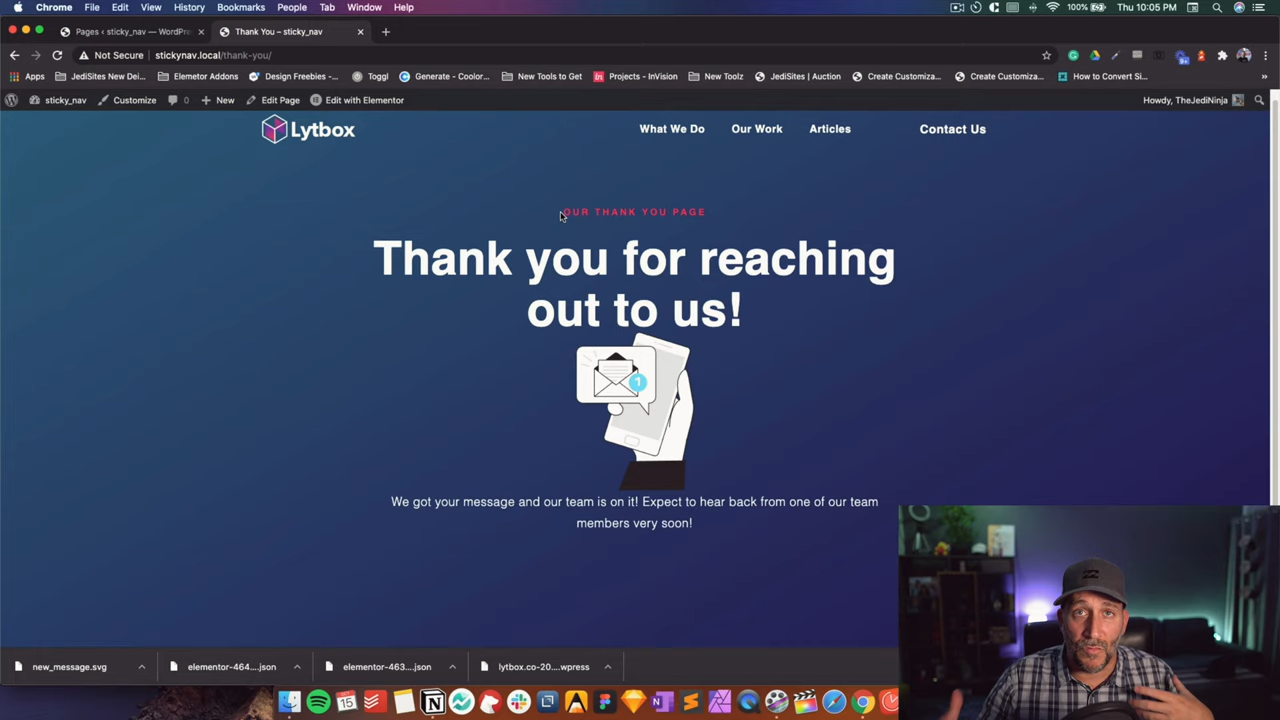 Chrome File Edit View History Bookmarks People Tab Window Help 100% Thu 10:05 PM
Pages ‹ sticky_nav — WordPre
Thank You – sticky_nav
Not Secure stickynav.local/thank-you/
Apps JediSites New Dei... Elemetor Addons Design Freebies -... Toggl Generate - Coolor... New Tools to Get Projects - InVision New Toolz JediSites | Auction Create Customiza... Create Customiza... How to Convert Si...
sticky_nav Customize 0 New Edit Page Edit with Elementor Howdy, TheJediNinja
Lytbox What We Do Our Work Articles Contact Us
OUR THANK YOU PAGE
Thank you for reaching
out to us!
1
We got your message and our team is on it! Expect to hear back from one of our team
members very soon!
new_message.svg elementor-464....json elementor-463....json lytbox.co-20....wpress
15